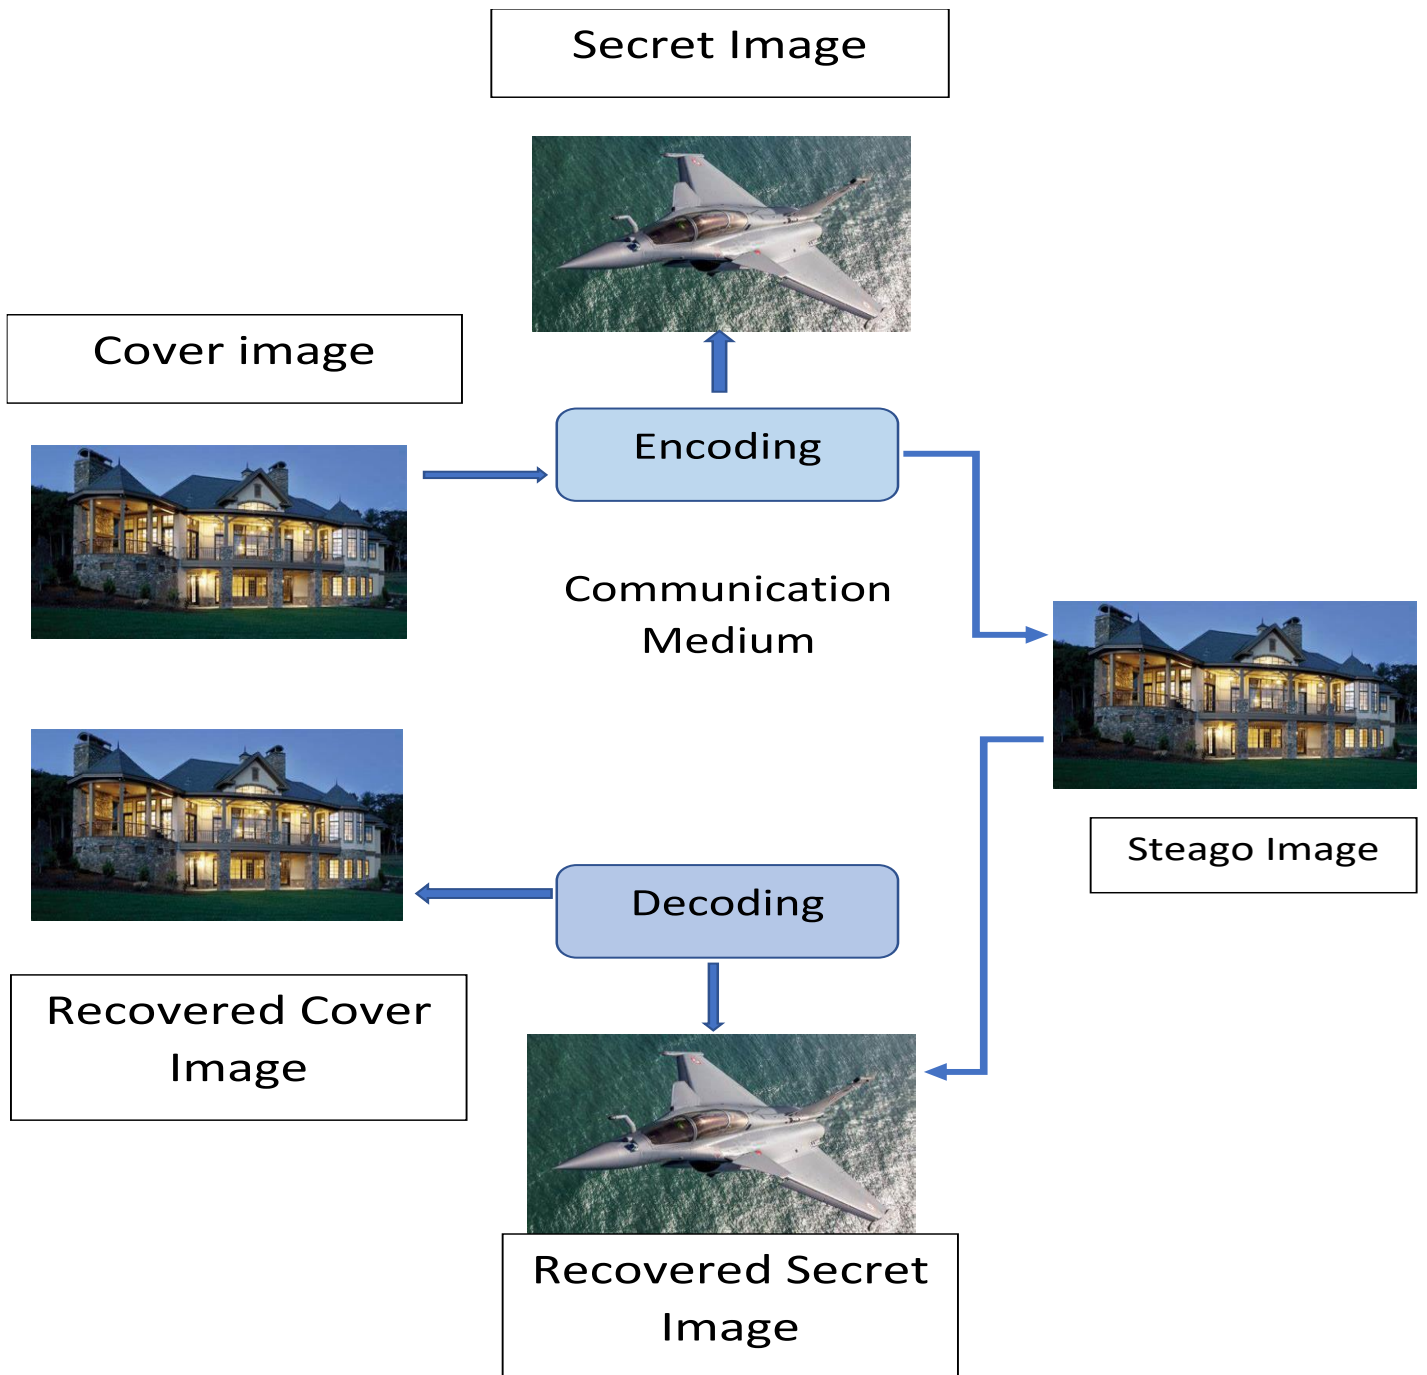 Secret Image
Cover image
Encoding
Communication
Medium
Steago Image
Decoding
Recovered Cover
Image
Recovered Secret
Image